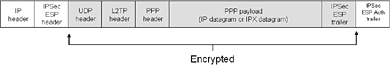 IP header
IPSec ESP header
UDP header
L2TP header
PPP header
PPP payload (IP datagram or IPX datagram)
IPSec ESP trailer
IPSec ESP Auth trailer
Encrypted